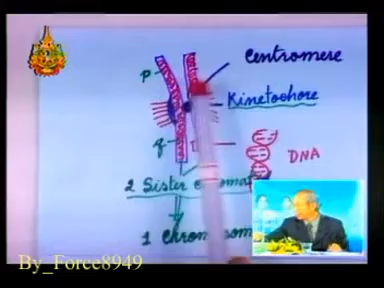 Centromere
p
Kinetochore
q
DNA
2 Sister
1
By_Force8949